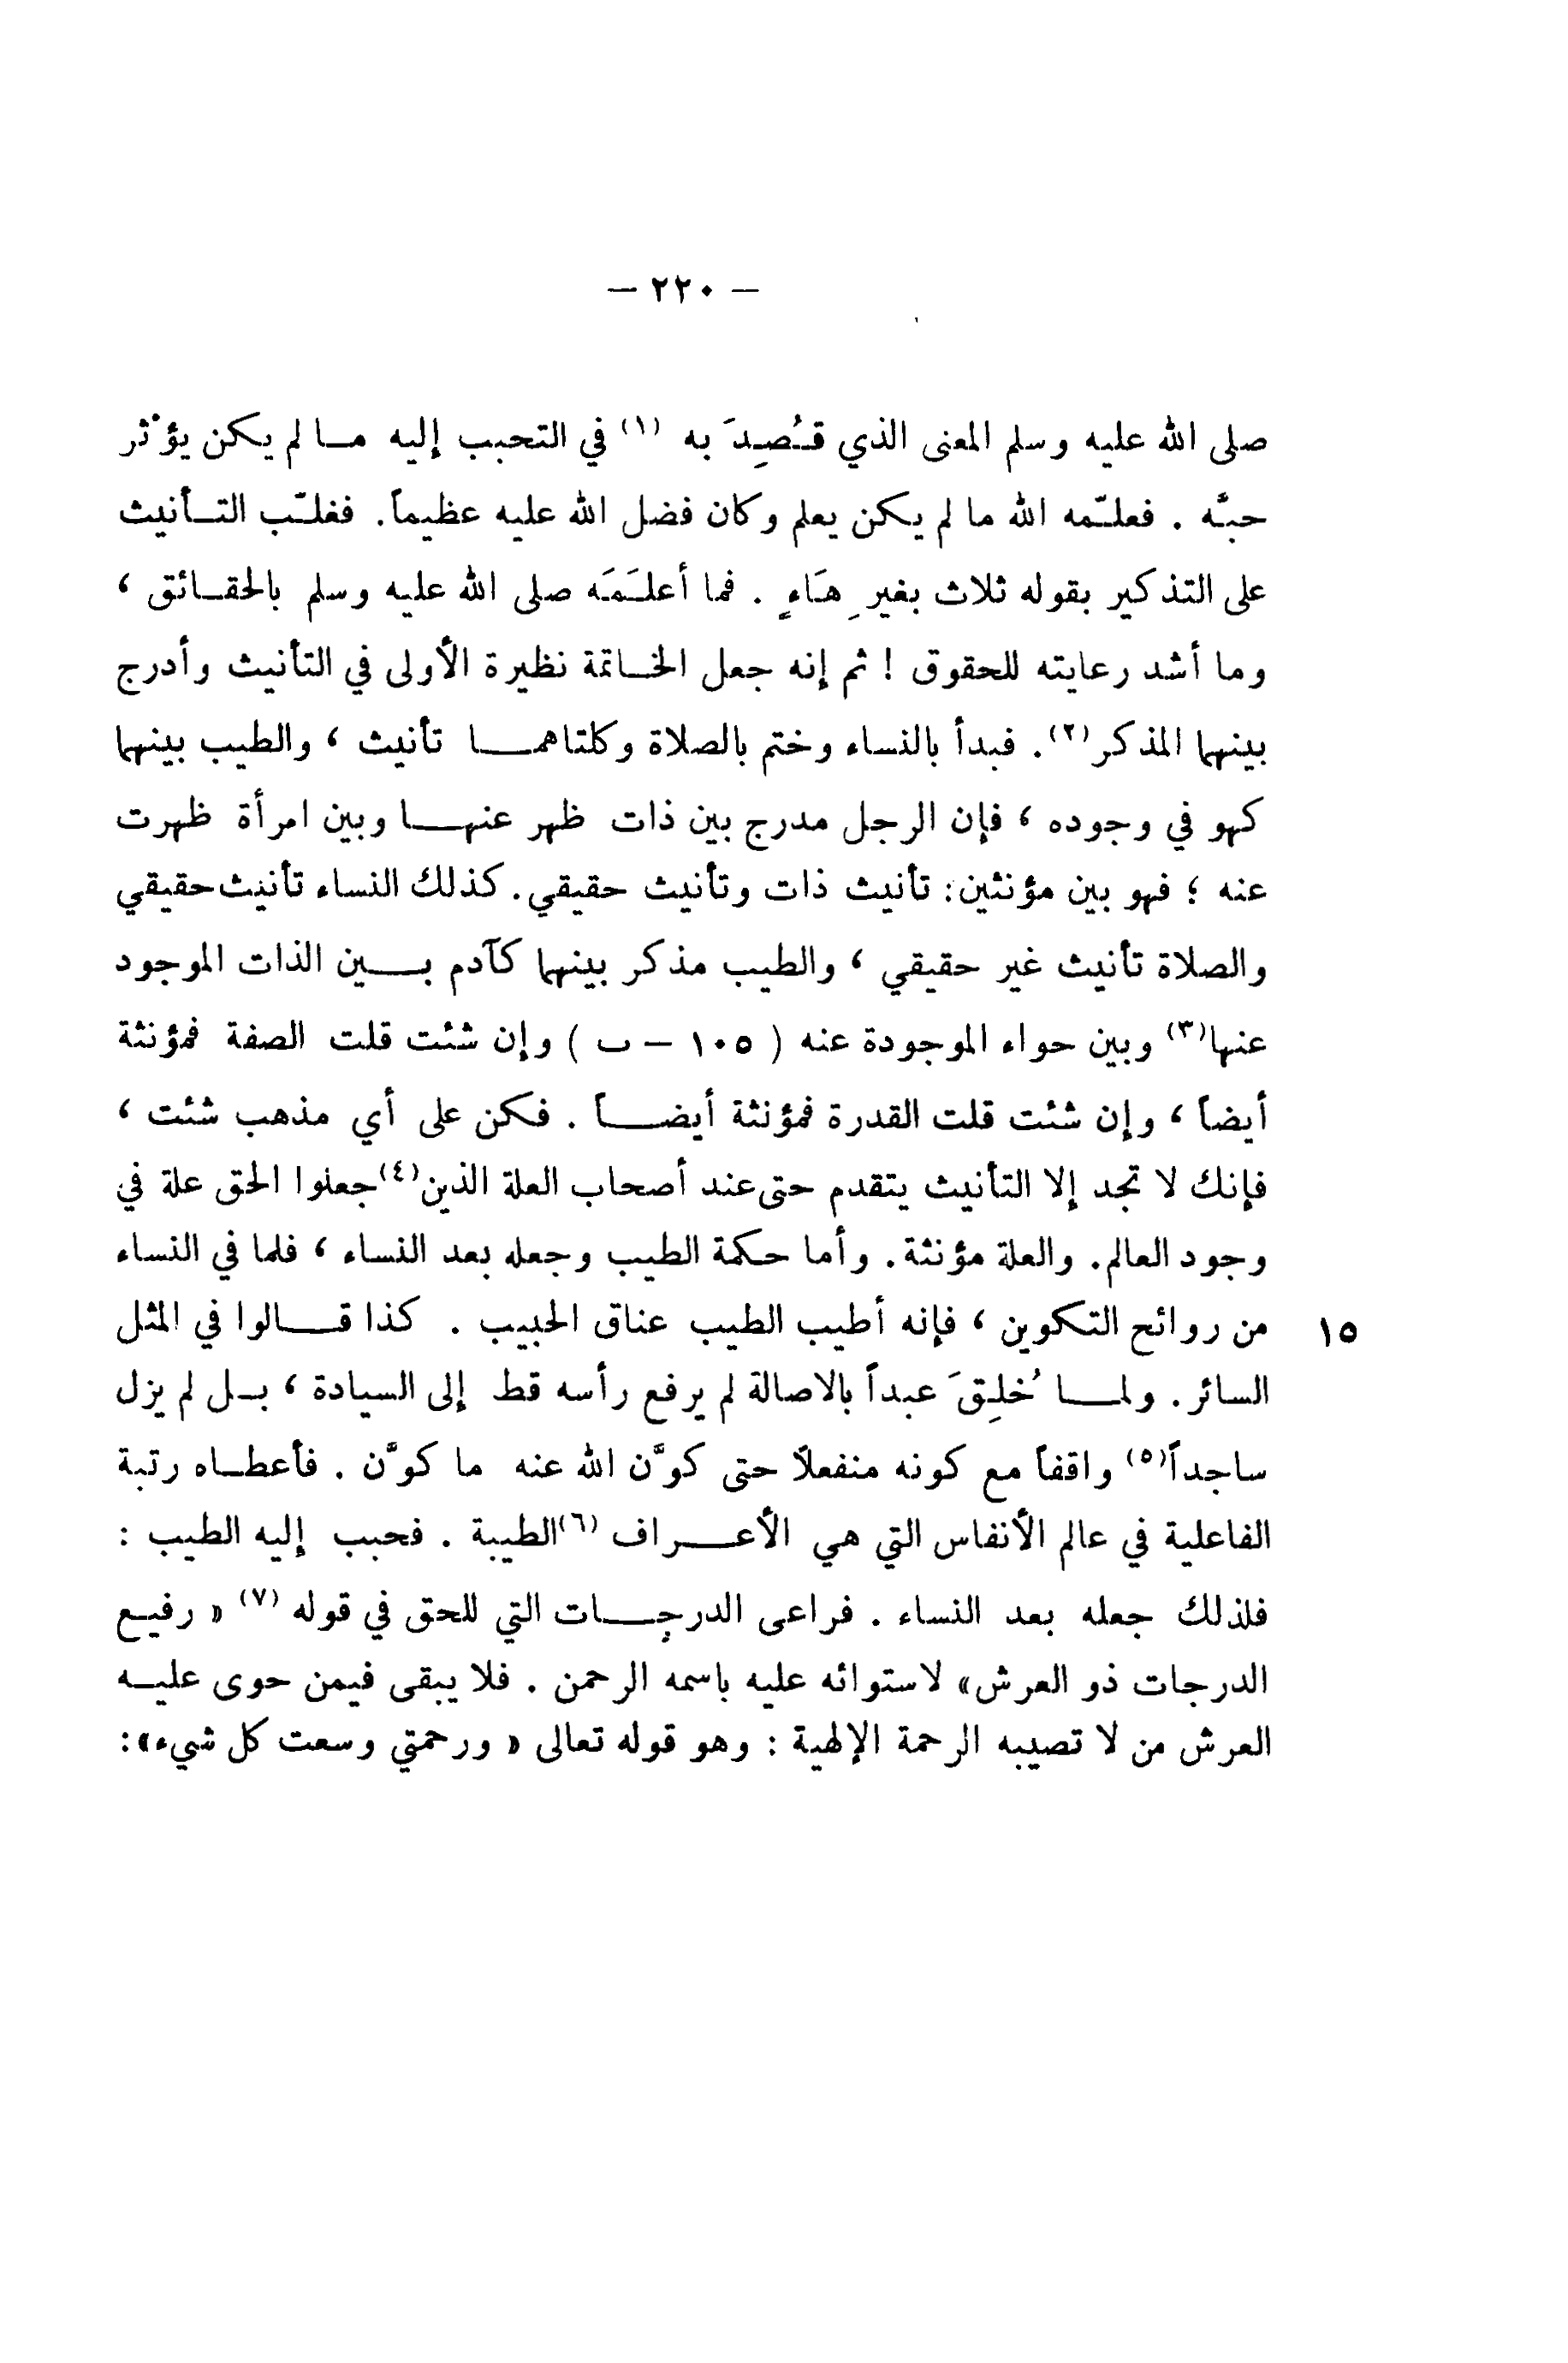 — ٢٢٠ —
صلى الله عليه وسلم المعنى الذي قُصِدَ به (١) في التحبب إليه ما لم يكن يؤْثر
حبَّه . فعلّمه الله ما لم يكن يعلم وكان فضل الله عليه عظيماً. فغلّب التأنيث
على التذكير بقوله ثلاث بغيرِ هَاءٍ . فما أعلَمَه صلى الله عليه وسلم بالحقائق ،
وما أشد رعايته للحقوق ! ثم إنه جعل الخاتمة نظيرة الأولى في التأنيث وأدرج
بينهما المذكر(٢). فبدأ بالنساء وختم بالصلاة وكلتاهما تأنيث ، والطيب بينهما
كهو في وجوده ، فإن الرجل مدرج بين ذات ظهر عنها وبين امرأة ظهرت
عنه ؛ فهو بين مؤنثين: تأنيث ذات وتأنيث حقيقي. كذلك النساء تأنيث حقيقي
والصلاة تأنيث غير حقيقي ، والطيب مذكر بينهما كآدم بين الذات الموجود
عنها(٣) وبين حواء الموجودة عنه ( ١٠٥ — ب ) وإن شئت قلت الصفة فمؤنثة
أيضاً ، وإن شئت قلت القدرة فمؤنثة أيضاً . فكن على أي مذهب شئت ،
فإنك لا تجد إلا التأنيث يتقدم حتى عند أصحاب العلة الذين(٤) جعلوا الحق علة في
وجود العالم. والعلة مؤنثة. وأما حكمة الطيب وجعله بعد النساء ، فلما في النساء
١٥ من روائح التكوين ، فإنه أطيب الطيب عناق الحبيب . كذا قالوا في المثل
السائر. ولما خُلِقَ عبداً بالاصالة لم يرفع رأسه قط إلى السيادة ، بل لم يزل
ساجداً(٥) واقفاً مع كونه منفعلاً حتى كوَّن الله عنه ما كوَّن . فأعطاه رتبة
الفاعلية في عالم الأنفاس التي هي الأعراف (٦)الطيبة . فحبب إليه الطيب :
فلذلك جعله بعد النساء . فراعى الدرجات التي للحق في قوله (٧) « رفيع
الدرجات ذو العرش» لاستوائه عليه باسمه الرحمن . فلا يبقى فيمن حوى عليه
العرش من لا تصيبه الرحمة الإلهية : وهو قوله تعالى « ورحمتي وسعت كل شيء»: